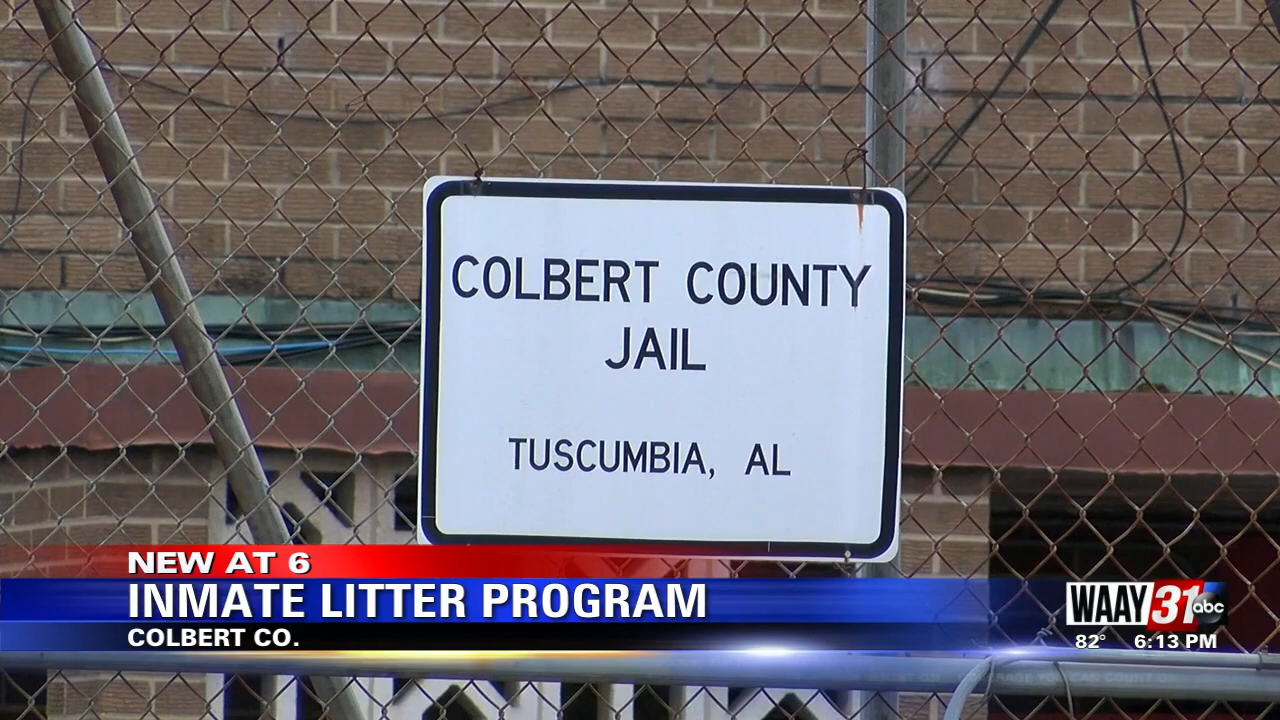 COLBERT COUNTY
JAIL
TUSCUMBIA, AL
NEW AT 6
INMATE LITTER PROGRAM
COLBERT CO.
WAAY 31 abc
82° 6:13 PM